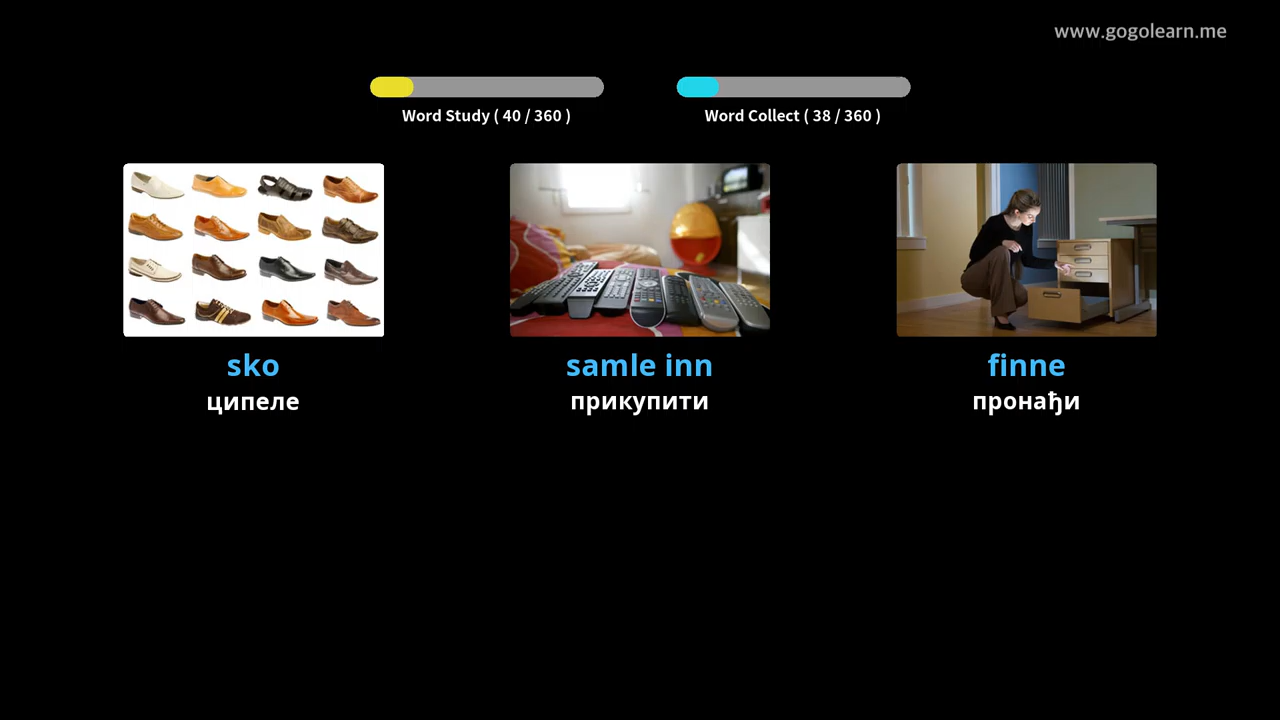 www.gogolearn.me
Word Study ( 40 / 360 )
Word Collect ( 38 / 360 )
sko
ципеле
samle inn
прикупити
finne
пронађи